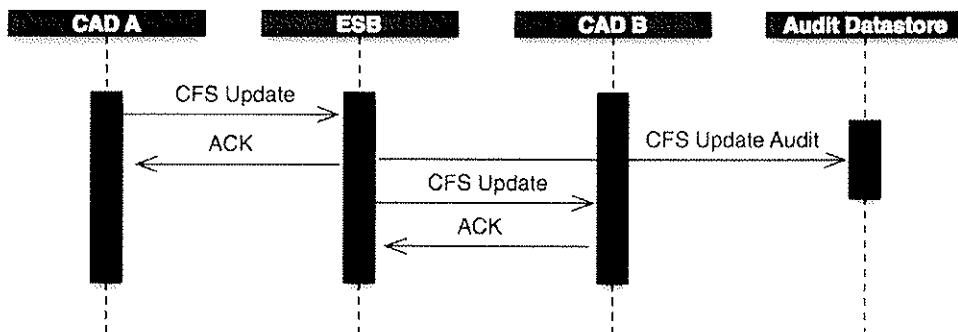 CAD A
ESB
CAD B
Audit Datastore
CFS Update
ACK
CFS Update Audit
CFS Update
ACK